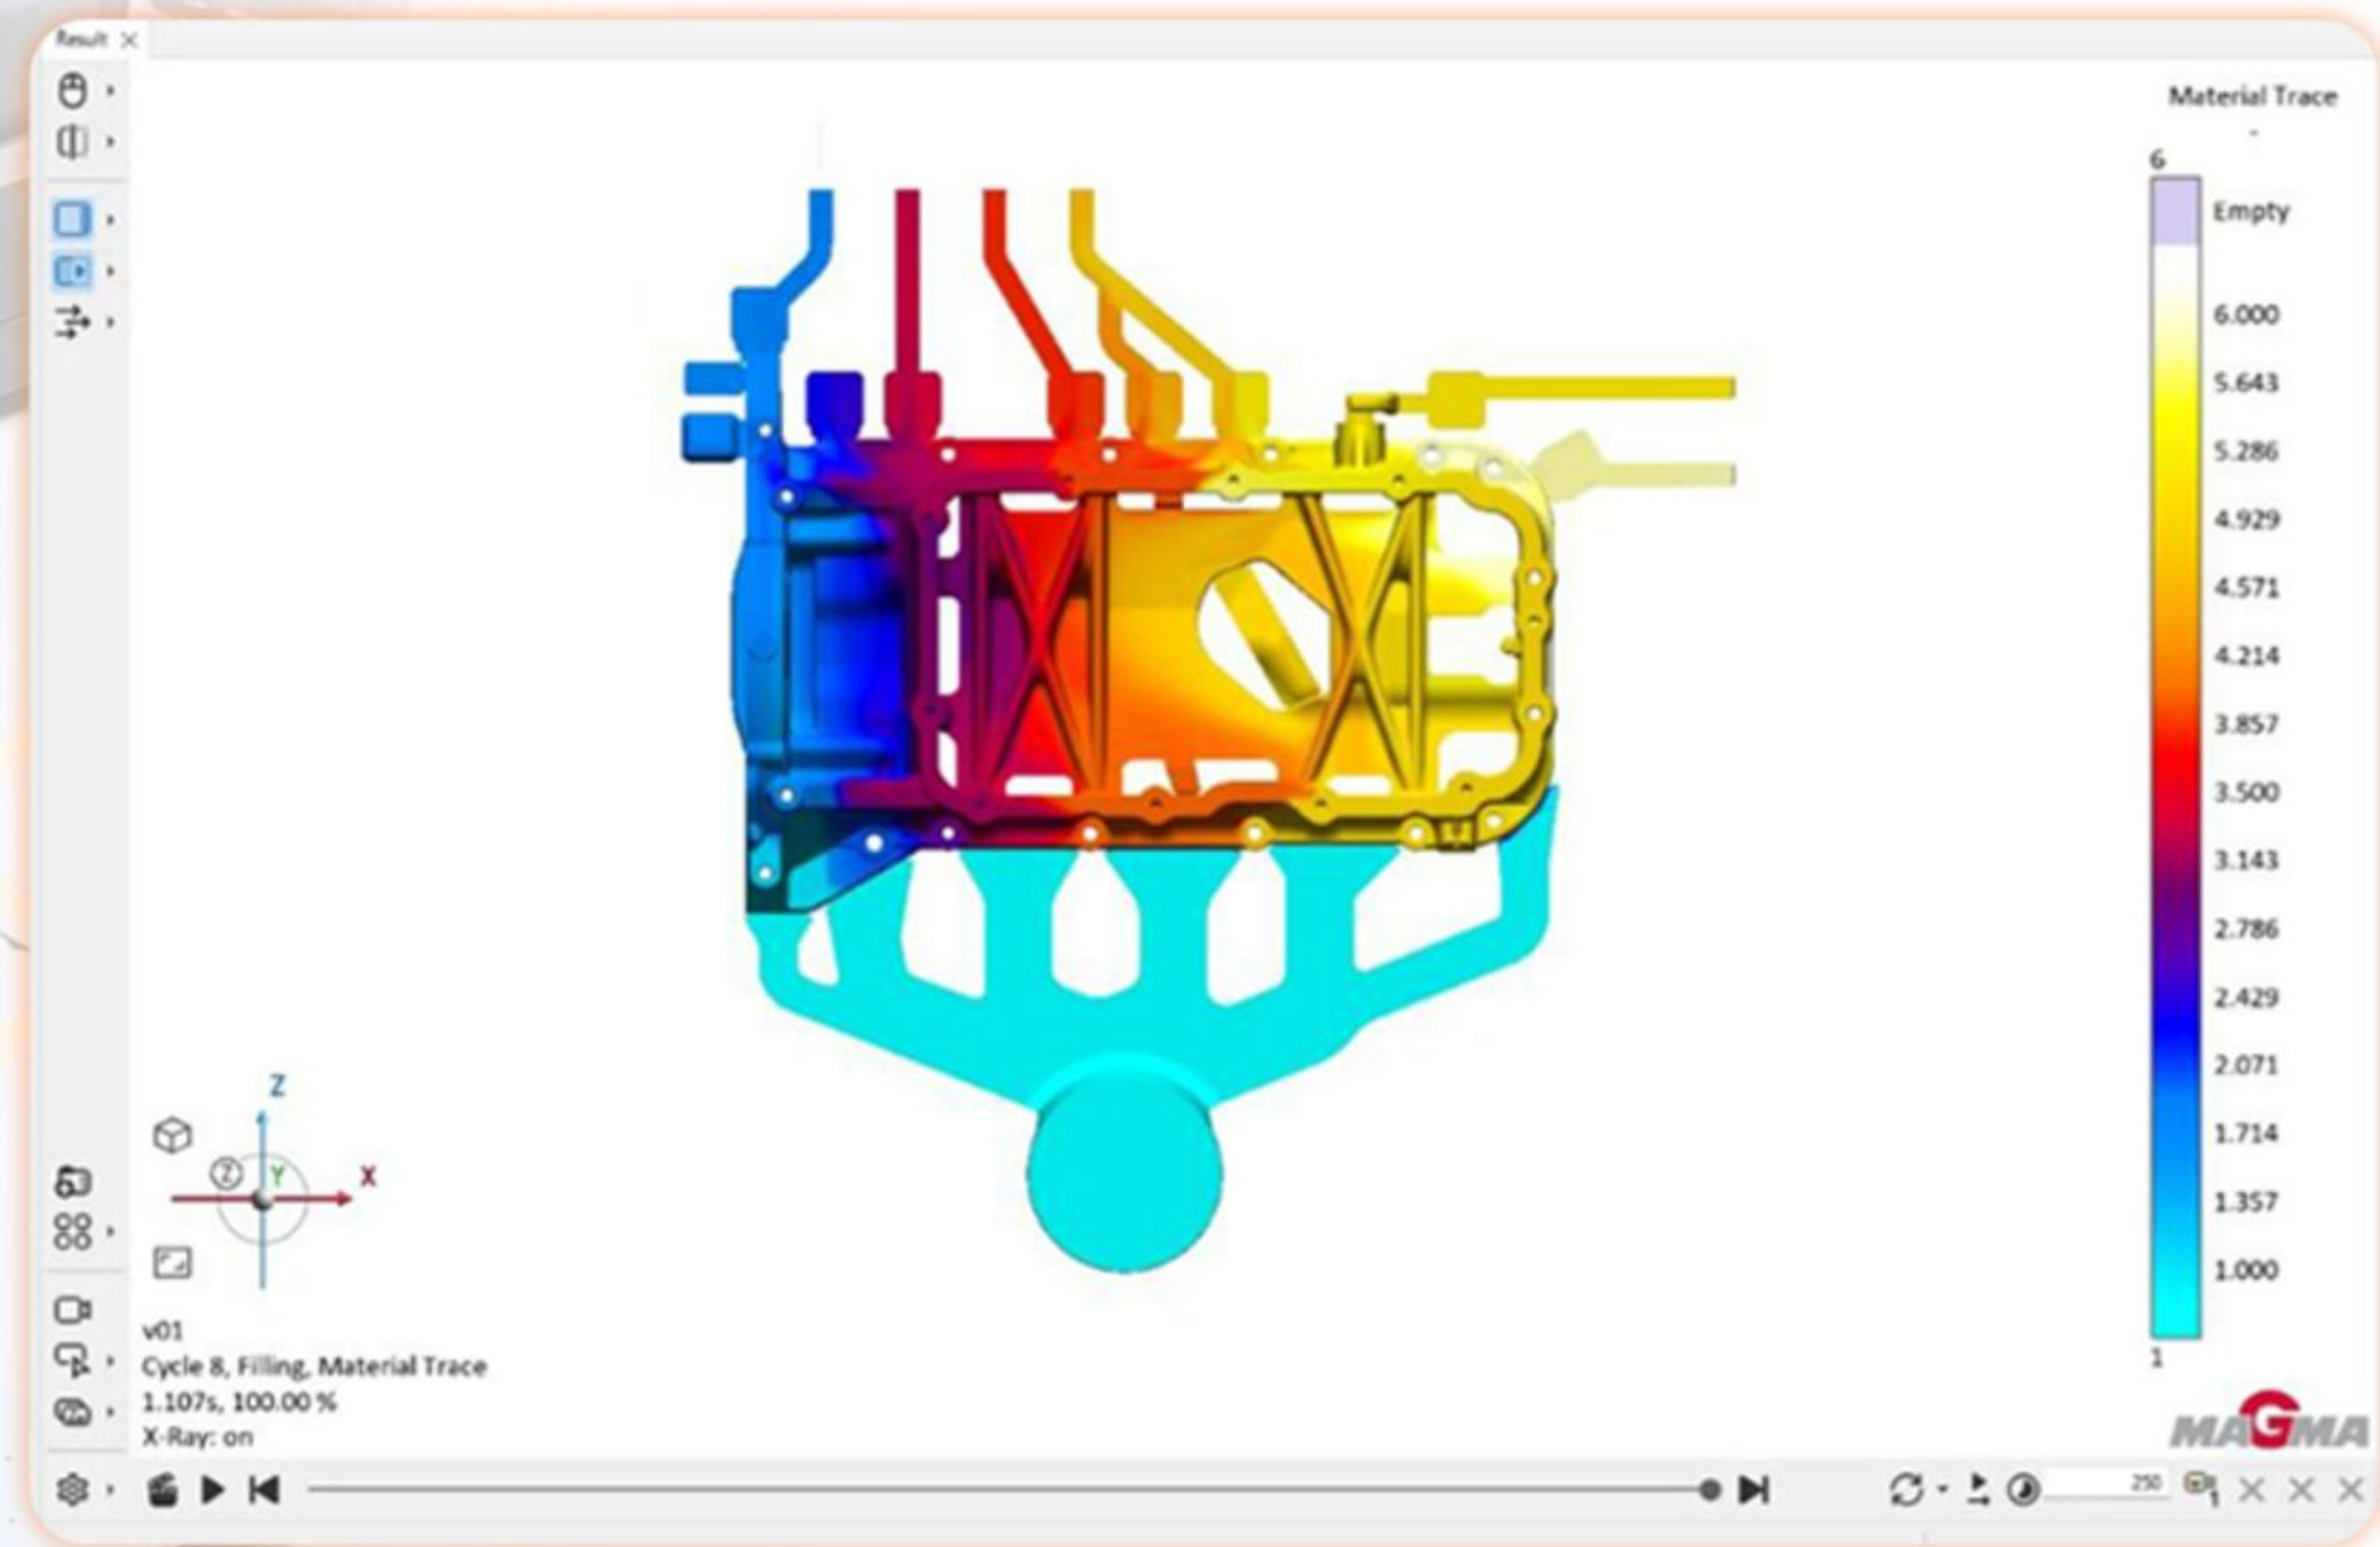 Result
Material Trace
-
6
Empty
6.000
5.643
5.286
4.929
4.571
4.214
3.857
3.500
3.143
2.786
2.429
2.071
1.714
1.357
1.000
1
Z
Z
Y
X
v01
Cycle 8, Filling, Material Trace
1.107s, 100.00 %
X-Ray: on
MAGMA
250
1